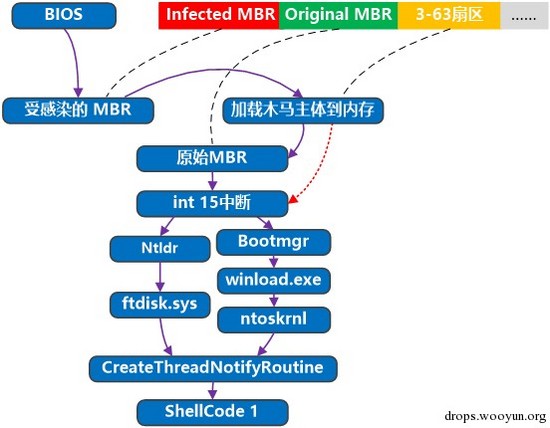 BIOS
Infected MBR Original MBR 3-63扇区 ......
受感染的 MBR
加载木马主体到内存
原始MBR
int 15中断
Ntldr
Bootmgr
winload.exe
ftdisk.sys
ntoskrnl
CreateThreadNotifyRoutine
ShellCode 1
drops.wooyun.org